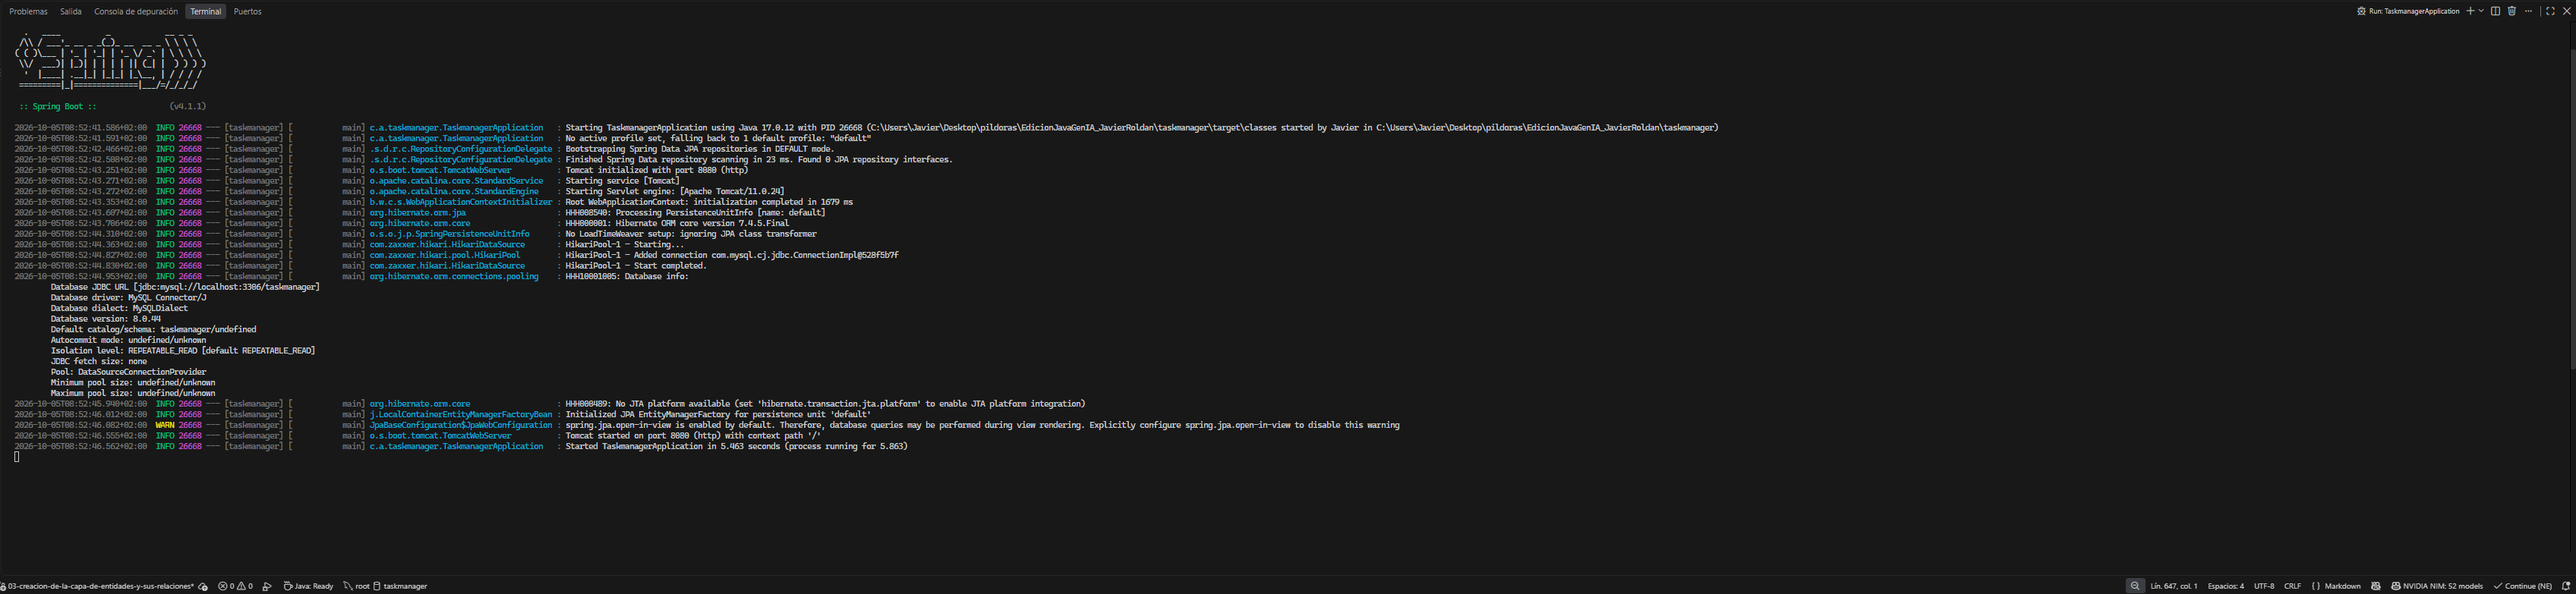 Problemas Salida Consola de depuración Terminal Puertos Run: TaskmanagerApplication
  .   ____          _            __ _ _
 /\\ / ___'_ __ _ _(_)_ __  __ _ \ \ \ \
( ( )\___ | '_ | '_| | '_ \/ _` | \ \ \ \
 \\/  ___)| |_)| | | | | || (_| |  ) ) ) )
  '  |____| .__|_| |_|_| |_\__, | / / / /
 =========|_|==============|___/=/_/_/_/
 :: Spring Boot ::                (v4.1.1)
2026-10-05T08:52:41.586+02:00  INFO 26668 --- [taskmanager] [           main] c.a.taskmanager.TaskmanagerApplication   : Starting TaskmanagerApplication using Java 17.0.12 with PID 26668 (C:\Users\Javier\Desktop\pildoras\EdicionJavaGenIA_JavierRoldan\taskmanager\target\classes started by Javier in C:\Users\Javier\Desktop\pildoras\EdicionJavaGenIA_JavierRoldan\taskmanager)
2026-10-05T08:52:41.591+02:00  INFO 26668 --- [taskmanager] [           main] c.a.taskmanager.TaskmanagerApplication   : No active profile set, falling back to 1 default profile: "default"
2026-10-05T08:52:42.466+02:00  INFO 26668 --- [taskmanager] [           main] .s.d.r.c.RepositoryConfigurationDelegate : Bootstrapping Spring Data JPA repositories in DEFAULT mode.
2026-10-05T08:52:42.508+02:00  INFO 26668 --- [taskmanager] [           main] .s.d.r.c.RepositoryConfigurationDelegate : Finished Spring Data repository scanning in 23 ms. Found 0 JPA repository interfaces.
2026-10-05T08:52:43.251+02:00  INFO 26668 --- [taskmanager] [           main] o.s.boot.tomcat.TomcatWebServer          : Tomcat initialized with port 8080 (http)
2026-10-05T08:52:43.271+02:00  INFO 26668 --- [taskmanager] [           main] o.apache.catalina.core.StandardService   : Starting service [Tomcat]
2026-10-05T08:52:43.272+02:00  INFO 26668 --- [taskmanager] [           main] o.apache.catalina.core.StandardEngine    : Starting Servlet engine: [Apache Tomcat/11.0.24]
2026-10-05T08:52:43.353+02:00  INFO 26668 --- [taskmanager] [           main] b.w.c.s.WebApplicationContextInitializer : Root WebApplicationContext: initialization completed in 1679 ms
2026-10-05T08:52:43.607+02:00  INFO 26668 --- [taskmanager] [           main] org.hibernate.orm.jpa                    : HHH008540: Processing PersistenceUnitInfo [name: default]
2026-10-05T08:52:43.706+02:00  INFO 26668 --- [taskmanager] [           main] org.hibernate.orm.core                   : HHH000001: Hibernate ORM core version 7.4.5.Final
2026-10-05T08:52:44.310+02:00  INFO 26668 --- [taskmanager] [           main] o.s.o.j.p.SpringPersistenceUnitInfo      : No LoadTimeWeaver setup: ignoring JPA class transformer
2026-10-05T08:52:44.363+02:00  INFO 26668 --- [taskmanager] [           main] com.zaxxer.hikari.HikariDataSource       : HikariPool-1 - Starting...
2026-10-05T08:52:44.827+02:00  INFO 26668 --- [taskmanager] [           main] com.zaxxer.hikari.pool.HikariPool        : HikariPool-1 - Added connection com.mysql.cj.jdbc.ConnectionImpl@528f5b7f
2026-10-05T08:52:44.830+02:00  INFO 26668 --- [taskmanager] [           main] com.zaxxer.hikari.HikariDataSource       : HikariPool-1 - Start completed.
2026-10-05T08:52:44.953+02:00  INFO 26668 --- [taskmanager] [           main] org.hibernate.orm.connections.pooling    : HHH10001005: Database info:
        Database JDBC URL [jdbc:mysql://localhost:3306/taskmanager]
        Database driver: MySQL Connector/J
        Database dialect: MySQLDialect
        Database version: 8.0.44
        Default catalog/schema: taskmanager/undefined
        Autocommit mode: undefined/unknown
        Isolation level: REPEATABLE_READ [default REPEATABLE_READ]
        JDBC fetch size: none
        Pool: DataSourceConnectionProvider
        Minimum pool size: undefined/unknown
        Maximum pool size: undefined/unknown
2026-10-05T08:52:45.940+02:00  INFO 26668 --- [taskmanager] [           main] org.hibernate.orm.core                   : HHH000489: No JTA platform available (set 'hibernate.transaction.jta.platform' to enable JTA platform integration)
2026-10-05T08:52:46.012+02:00  INFO 26668 --- [taskmanager] [           main] j.LocalContainerEntityManagerFactoryBean : Initialized JPA EntityManagerFactory for persistence unit 'default'
2026-10-05T08:52:46.082+02:00  WARN 26668 --- [taskmanager] [           main] JpaBaseConfiguration$JpaWebConfiguration : spring.jpa.open-in-view is enabled by default. Therefore, database queries may be performed during view rendering. Explicitly configure spring.jpa.open-in-view to disable this warning
2026-10-05T08:52:46.555+02:00  INFO 26668 --- [taskmanager] [           main] o.s.boot.tomcat.TomcatWebServer          : Tomcat started on port 8080 (http) with context path '/'
2026-10-05T08:52:46.562+02:00  INFO 26668 --- [taskmanager] [           main] c.a.taskmanager.TaskmanagerApplication   : Started TaskmanagerApplication in 5.463 seconds (process running for 5.863)
03-creacion-de-la-capa-de-entidades-y-sus-relaciones* 0 0 Java: Ready root taskmanager Lín. 647, col. 1 Espacios: 4 UTF-8 CRLF { } Markdown NVIDIA NIM: 52 models Continue (NE)